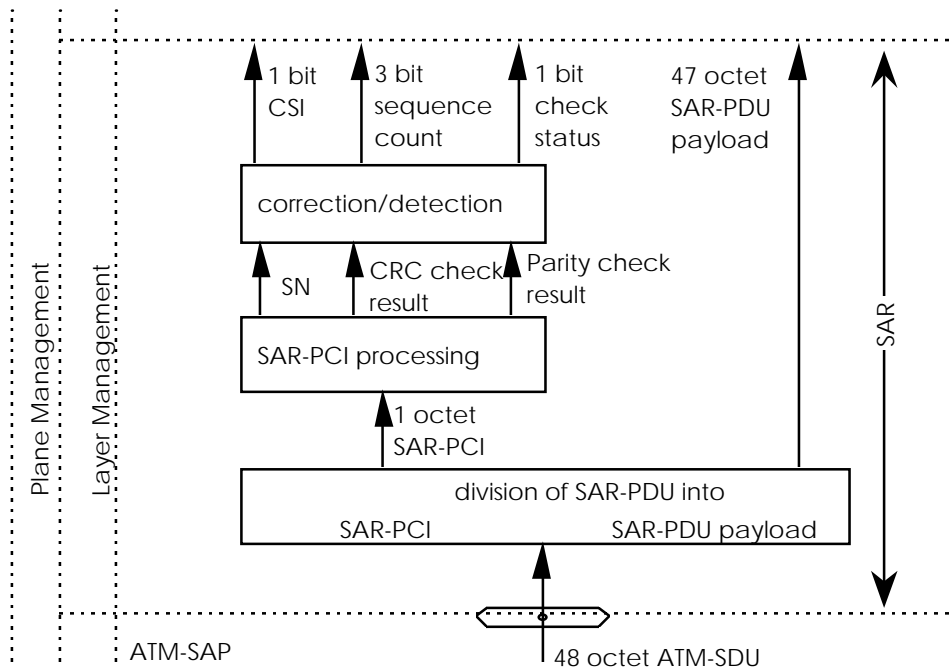 1 bit
CSI
3 bit
sequence
count
1 bit
check
status
47 octet
SAR-PDU
payload
correction/detection
SN
CRC check
result
Parity check
result
SAR-PCI processing
1 octet
SAR-PCI
division of SAR-PDU into
SAR-PCI
SAR-PDU payload
Plane Management
Layer Management
SAR
ATM-SAP
48 octet ATM-SDU